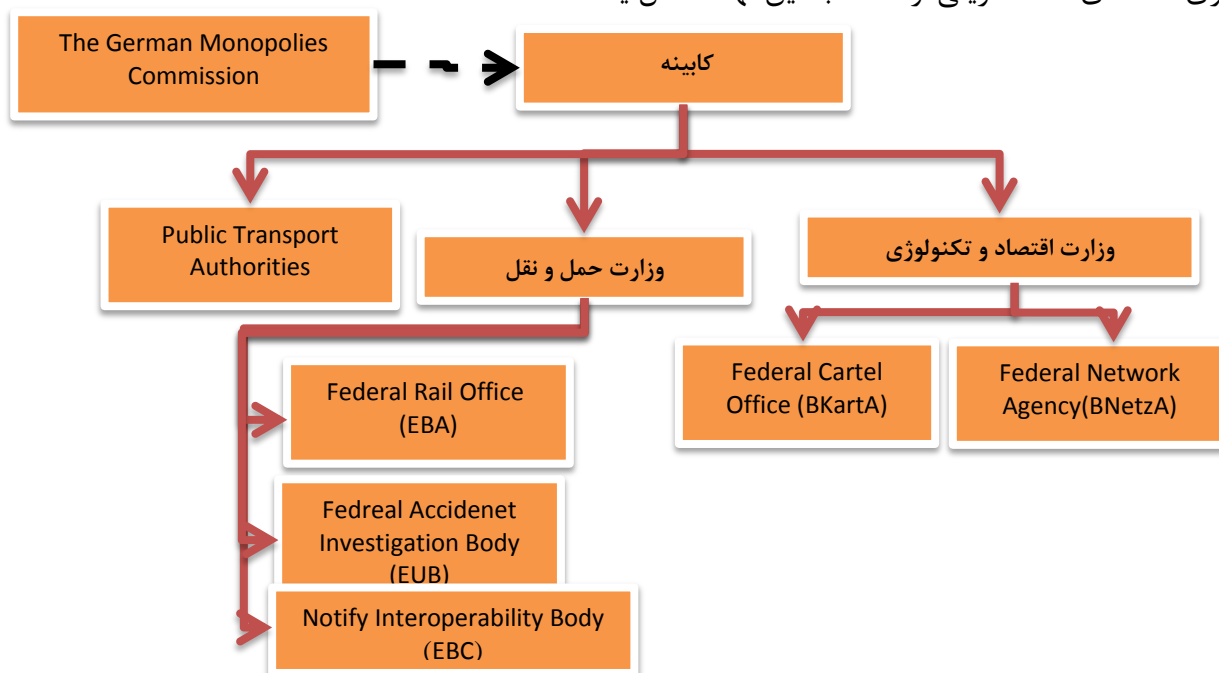 The German Monopolies
Commission
کابینه
Public Transport
Authorities
وزارت حمل و نقل
وزارت اقتصاد و تکنولوژی
Federal Cartel
Office (BKartA)
Federal Network
Agency(BNetzA)
Federal Rail Office
(EBA)
Fedreal Accidenet
Investigation Body
(EUB)
Notify Interoperability Body
(EBC)